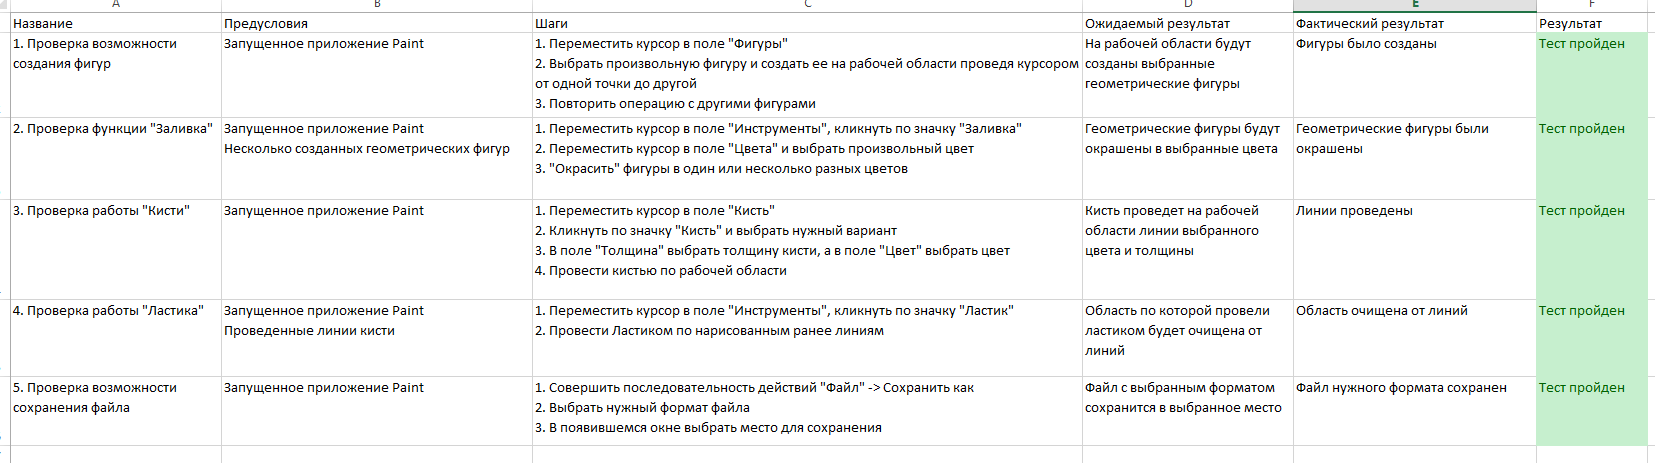 A B C D E F
Название Предусловия Шаги Ожидаемый результат Фактический результат Результат
1. Проверка возможности создания фигур
Запущенное приложение Paint
1. Переместить курсор в поле "Фигуры"
2. Выбрать произвольную фигуру и создать ее на рабочей области проведя курсором
от одной точки до другой
3. Повторить операцию с другими фигурами
На рабочей области будут
созданы выбранные
геометрические фигуры
Фигуры было созданы
Тест пройден
2. Проверка функции "Заливка"
Запущенное приложение Paint
Несколько созданных геометрических фигур
1. Переместить курсор в поле "Инструменты", кликнуть по значку "Заливка"
2. Переместить курсор в поле "Цвета" и выбрать произвольный цвет
3. "Окрасить" фигуры в один или несколько разных цветов
Геометрические фигуры будут
окрашены в выбранные цвета
Геометрические фигуры были
окрашены
Тест пройден
3. Проверка работы "Кисти"
Запущенное приложение Paint
1. Переместить курсор в поле "Кисть"
2. Кликнуть по значку "Кисть" и выбрать нужный вариант
3. В поле "Толщина" выбрать толщину кисти, а в поле "Цвет" выбрать цвет
4. Провести кистью по рабочей области
Кисть проведет на рабочей
области линии выбранного
цвета и толщины
Линии проведены
Тест пройден
4. Проверка работы "Ластика"
Запущенное приложение Paint
Проведенные линии кисти
1. Переместить курсор в поле "Инструменты", кликнуть по значку "Ластик"
2. Провести Ластиком по нарисованным ранее линиям
Область по которой провели
ластиком будет очищена от
линий
Область очищена от линий
Тест пройден
5. Проверка возможности
сохранения файла
Запущенное приложение Paint
1. Совершить последовательность действий "Файл" -> Сохранить как
2. Выбрать нужный формат файла
3. В появившемся окне выбрать место для сохранения
Файл с выбранным форматом
сохранится в выбранное место
Файл нужного формата сохранен
Тест пройден